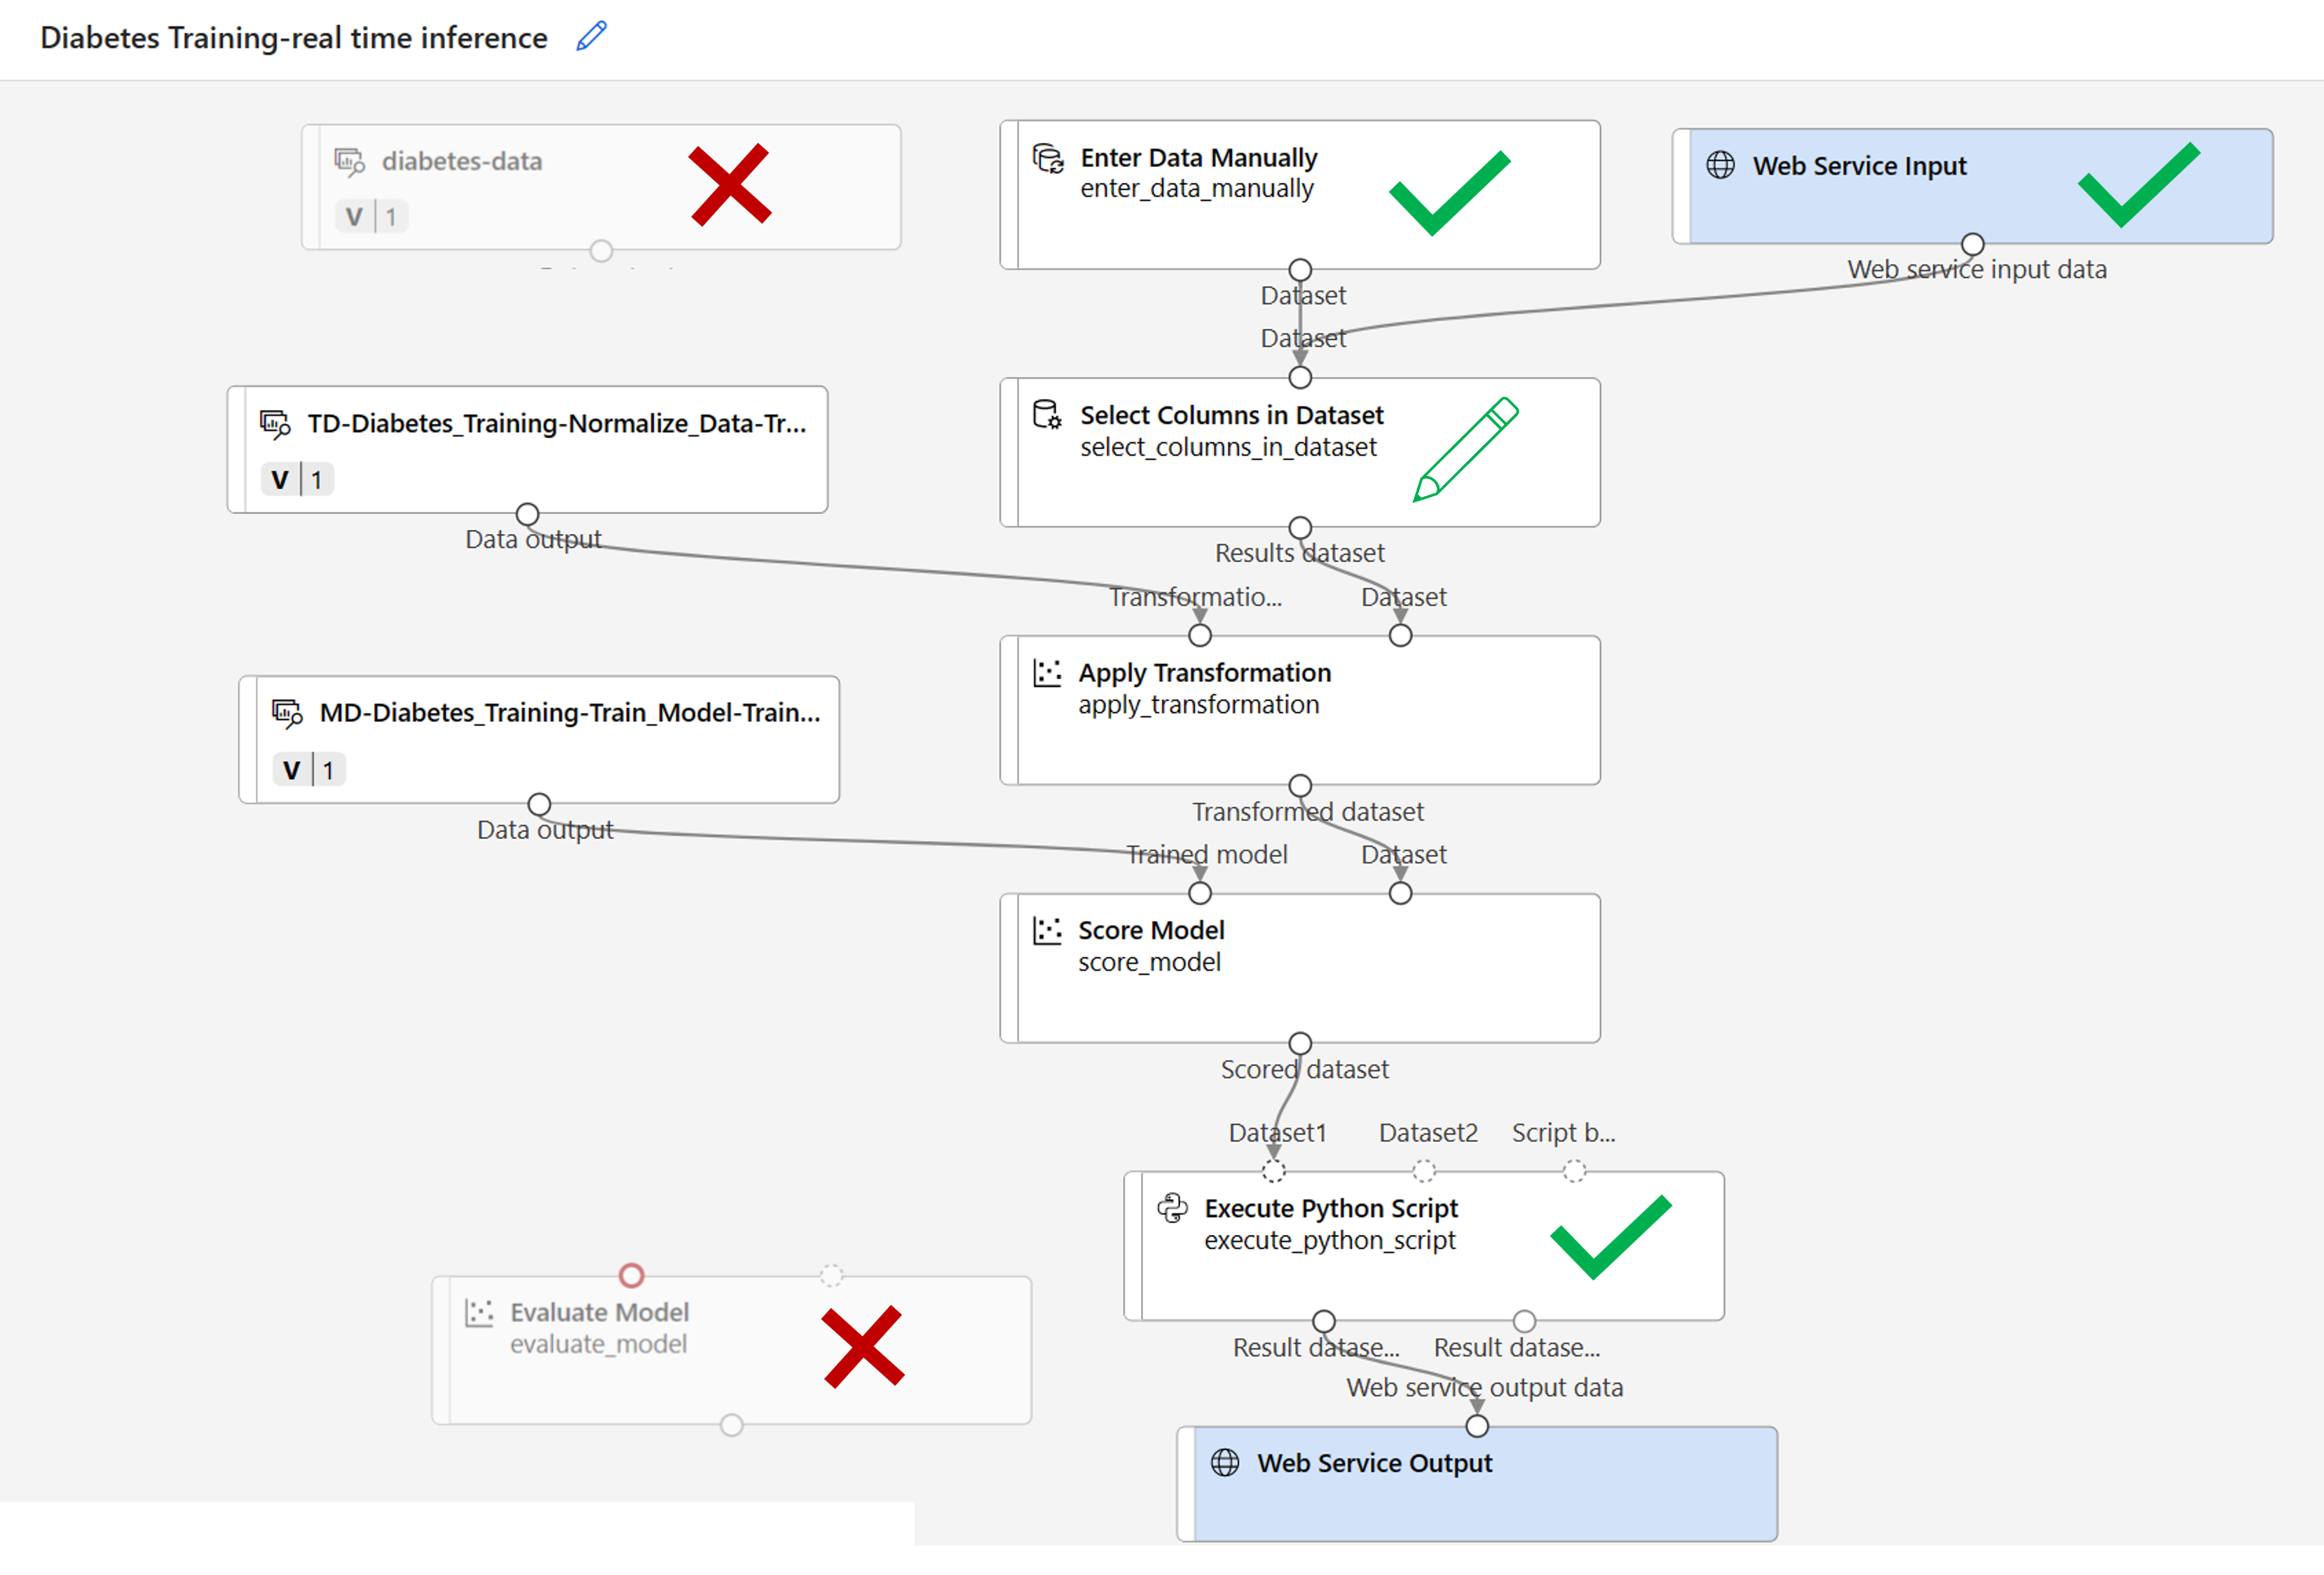 Diabetes Training-real time inference
diabetes-data
V 1
Enter Data Manually
enter_data_manually
Web Service Input
Dataset
Web service input data
Dataset
TD-Diabetes_Training-Normalize_Data-Tr...
V 1
Select Columns in Dataset
select_columns_in_dataset
Data output
Results dataset
Transformatio...
Dataset
MD-Diabetes_Training-Train_Model-Train...
V 1
Apply Transformation
apply_transformation
Data output
Transformed dataset
Trained model
Dataset
Score Model
score_model
Scored dataset
Dataset1
Dataset2
Script b...
Execute Python Script
execute_python_script
Evaluate Model
evaluate_model
Result datase...
Result datase...
Web service output data
Web Service Output